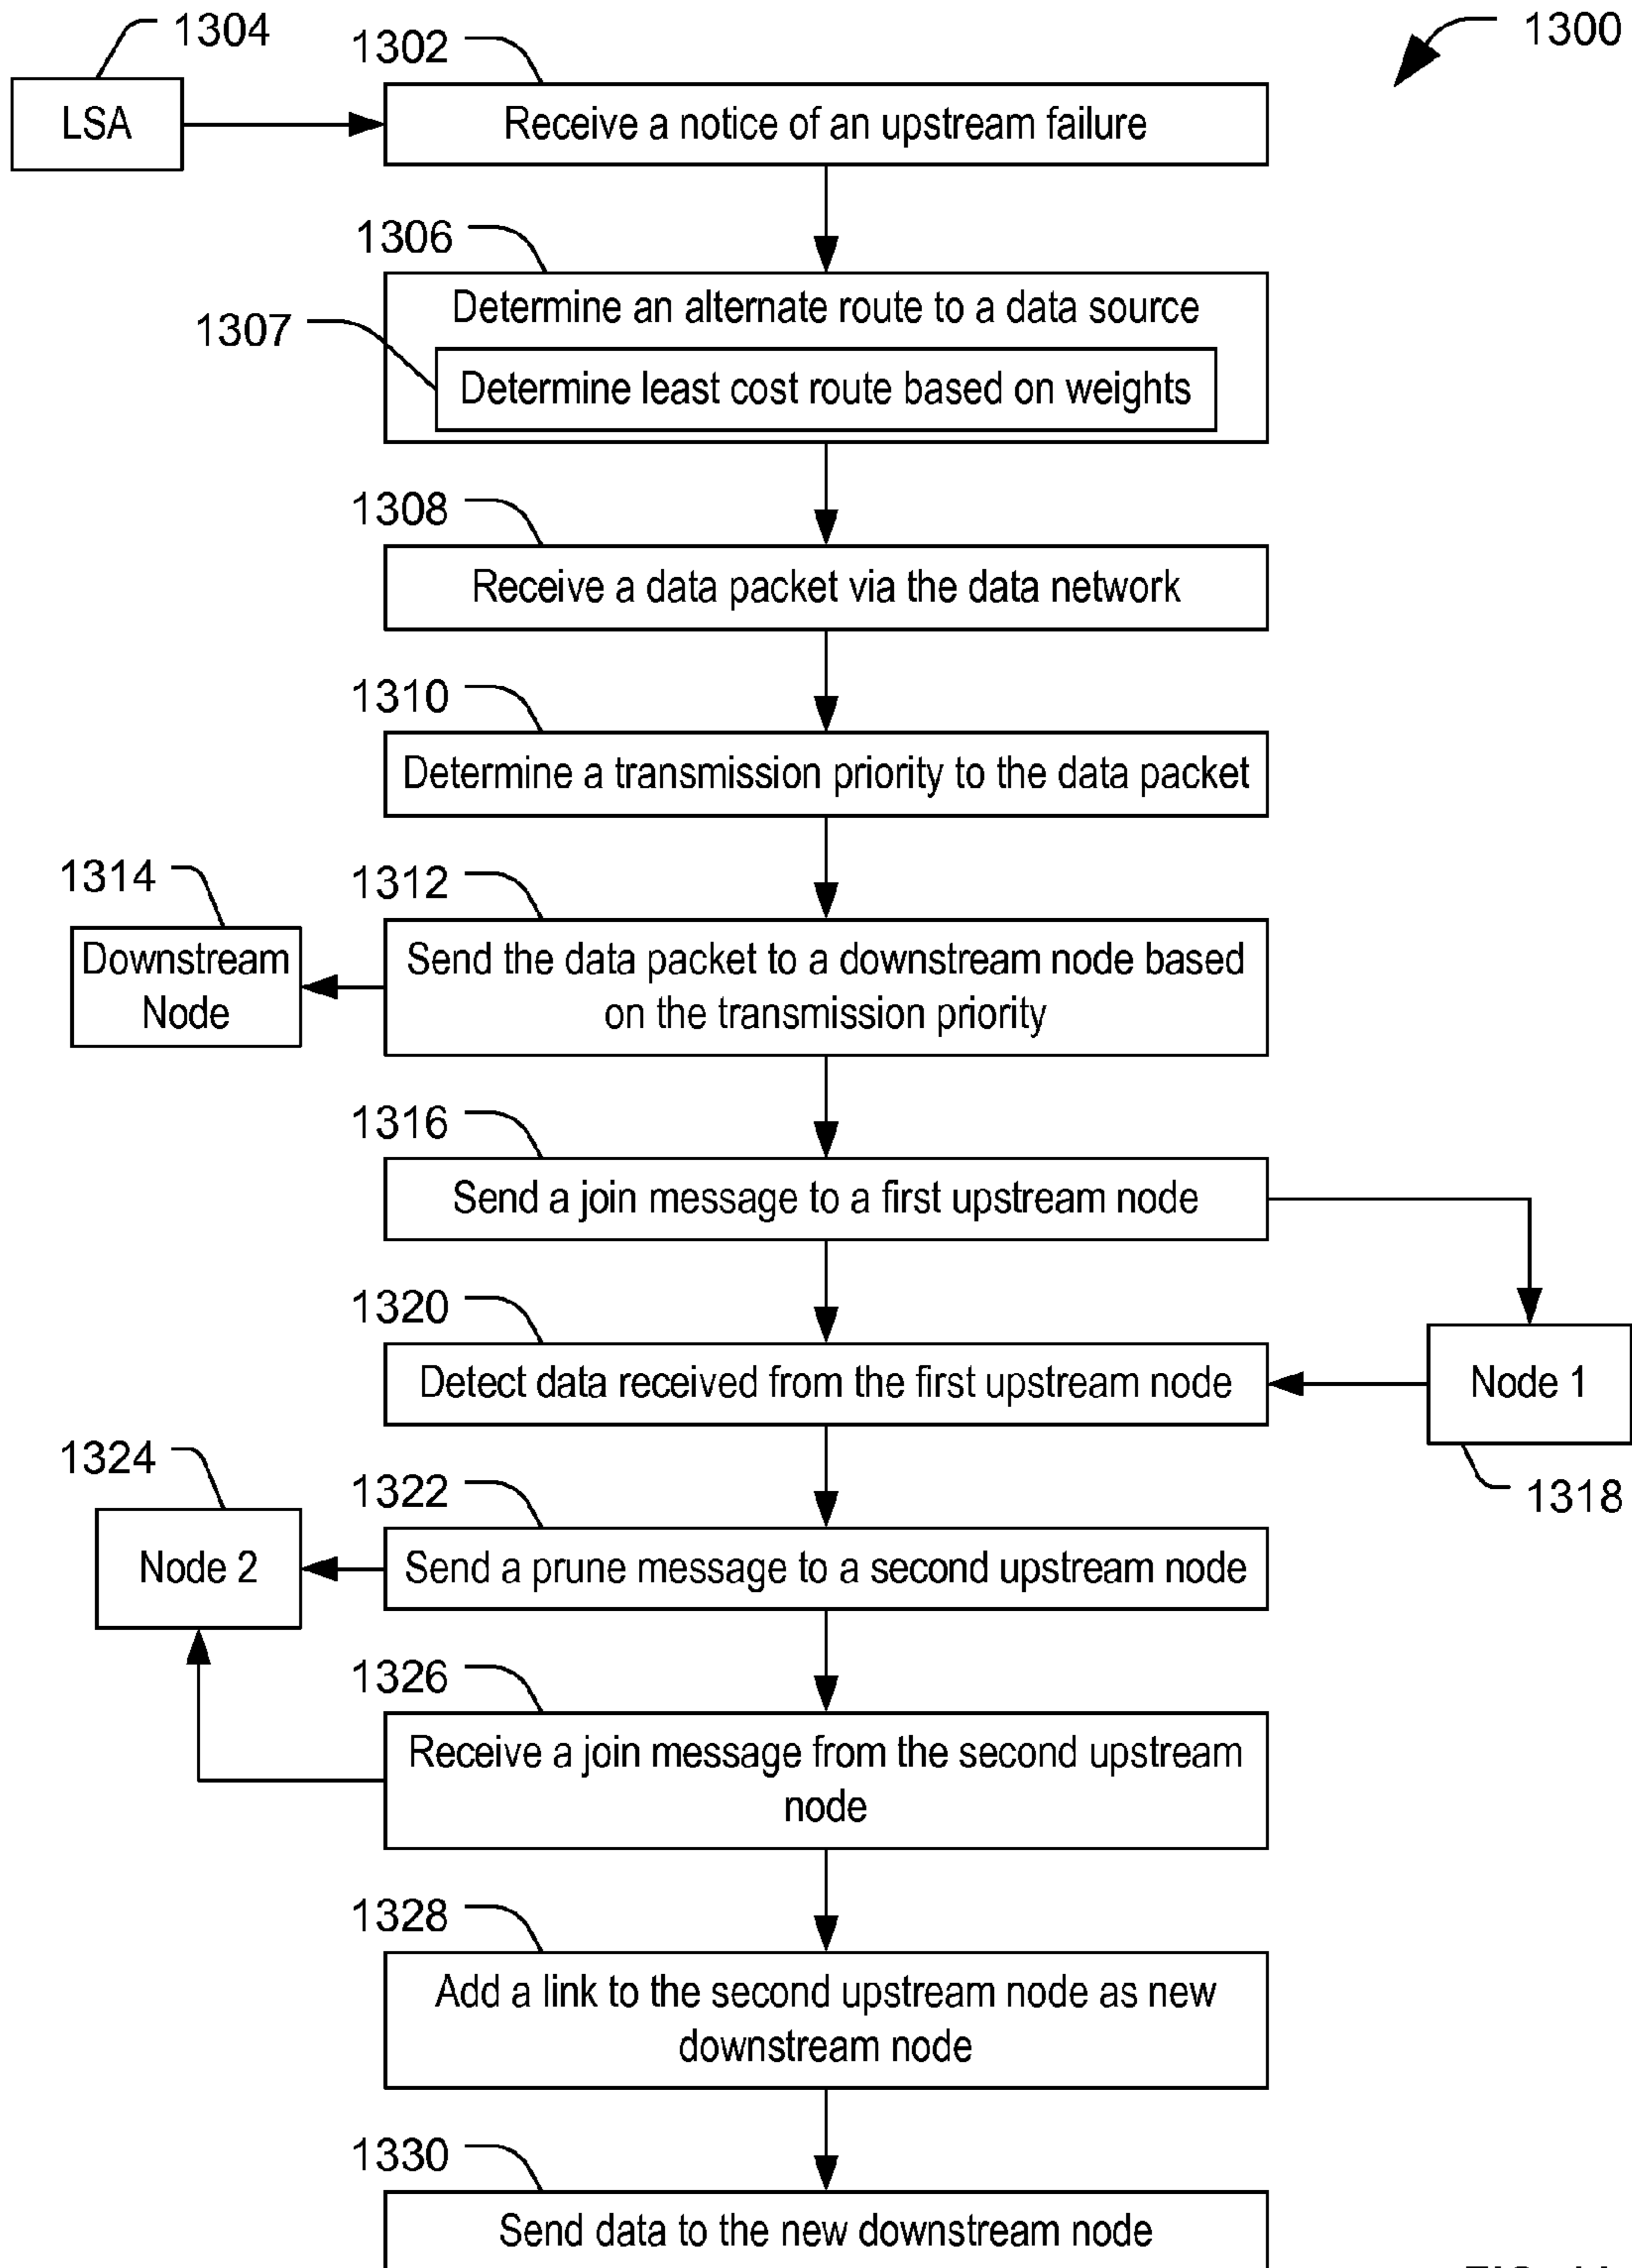 1304
1302
1300
LSA
Receive a notice of an upstream failure
1306
Determine an alternate route to a data source
1307
Determine least cost route based on weights
1308
Receive a data packet via the data network
1310
Determine a transmission priority to the data packet
1314
1312
Downstream
Node
Send the data packet to a downstream node based
on the transmission priority
1316
Send a join message to a first upstream node
1320
Detect data received from the first upstream node
Node 1
1318
1324
1322
Node 2
Send a prune message to a second upstream node
1326
Receive a join message from the second upstream
node
1328
Add a link to the second upstream node as new
downstream node
1330
Send data to the new downstream node